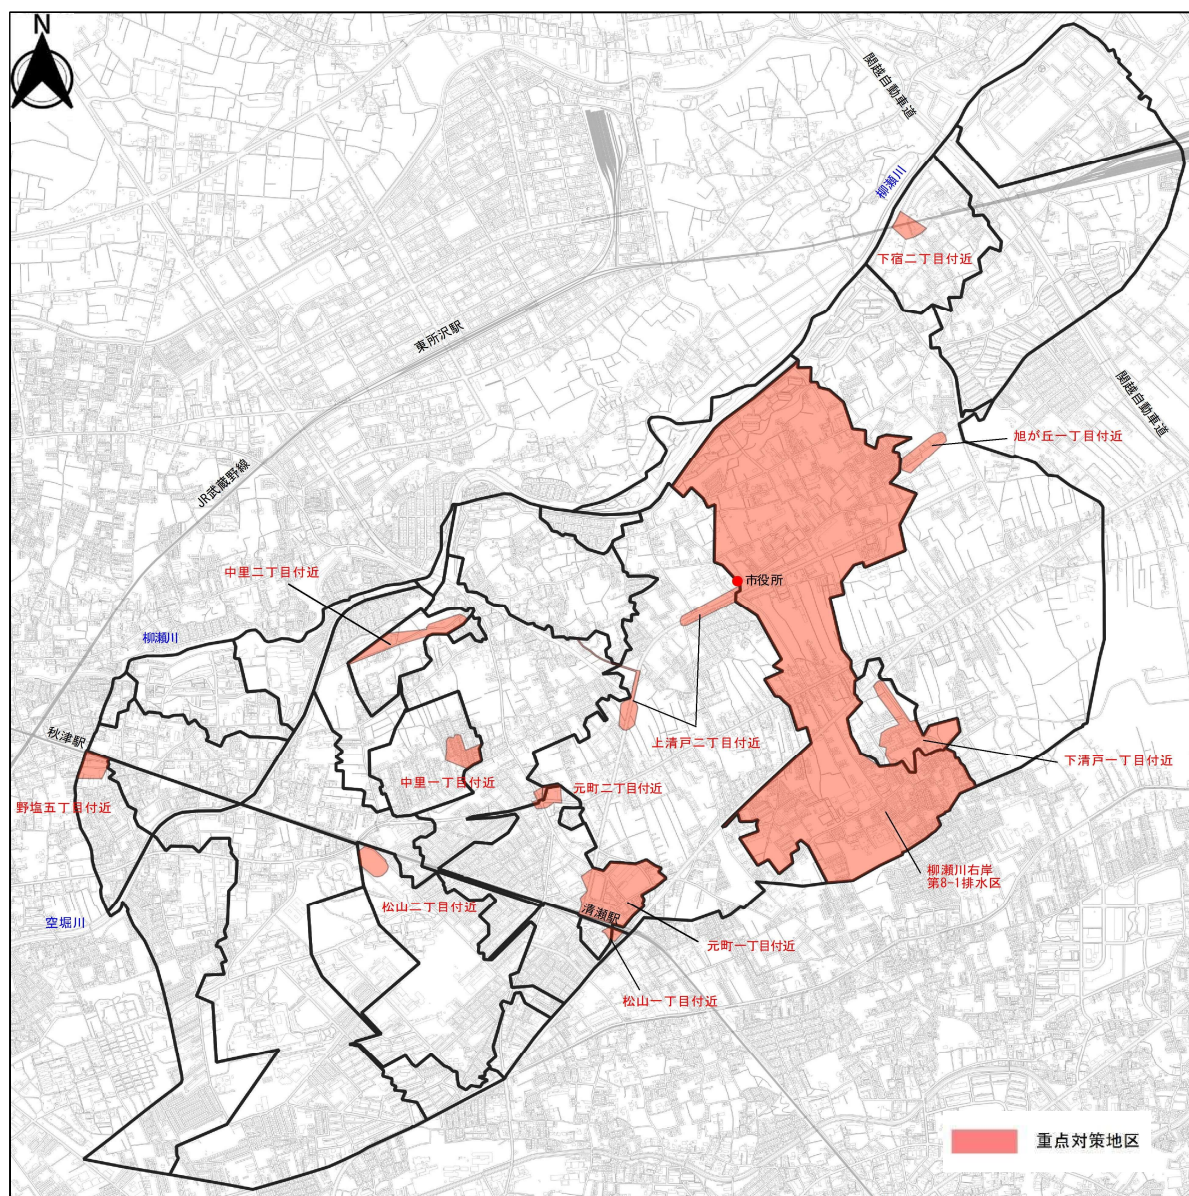 N
関越自動車道
柳瀬川
下宿二丁目付近
東所沢駅
関越自動車道
旭が丘一丁目付近
JR武蔵野線
中里二丁目付近
市役所
柳瀬川
秋津駅
上清戸二丁目付近
下清戸一丁目付近
中里一丁目付近
元町二丁目付近
野塩五丁目付近
柳瀬川右岸
第8-1排水区
松山二丁目付近
清瀬駅
空堀川
元町一丁目付近
松山一丁目付近
重点対策地区